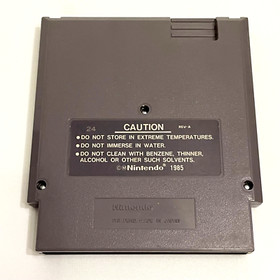 24 CAUTION REV-A
•DO NOT STORE IN EXTREME TEMPERATURES.
•DO NOT IMMERSE IN WATER.
•DO NOT CLEAN WITH BENZENE, THINNER,
ALCOHOL OR OTHER SUCH SOLVENTS.
©®Nintendo® 1985
Nintendo